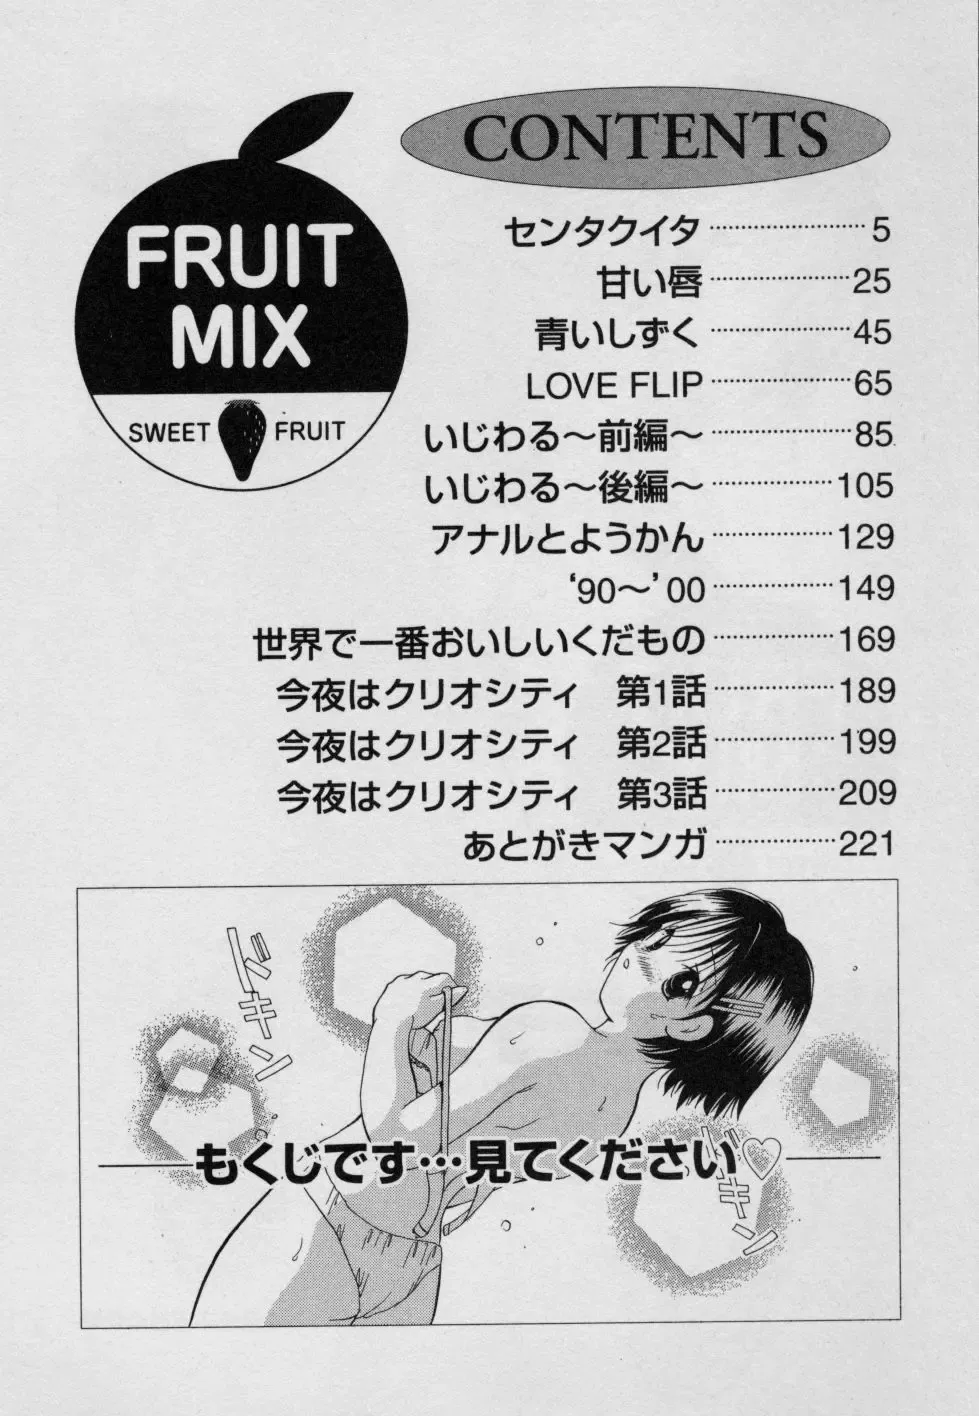 FRUIT
MIX
SWEET FRUIT
CONTENTS
センタクイタ……………………5
甘い唇…………………25
青いしずく…………………45
LOVE FLIP…………………65
いじわる～前編～…………………85
いじわる～後編～………………105
アナルとようかん………………129
'90～'00………………149
世界で一番おいしいくだもの………………169
今夜はクリオシティ　第1話………………189
今夜はクリオシティ　第2話………………199
今夜はクリオシティ　第3話………………209
あとがきマンガ………………221
ドキン
もくじです…見てください♡
ドキン